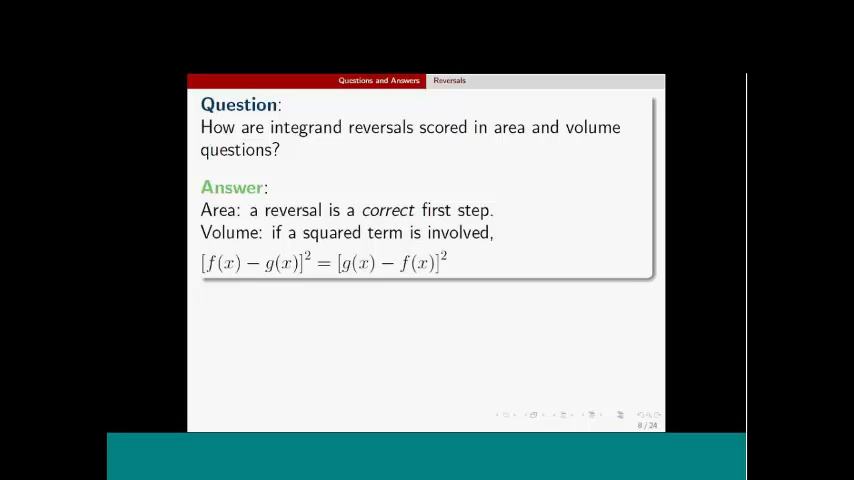 Questions and Answers Reversals
Question:
How are integrand reversals scored in area and volume
questions?
Answer:
Area: a reversal is a correct first step.
Volume: if a squared term is involved,
[f(x) − g(x)]² = [g(x) − f(x)]²
8 / 24